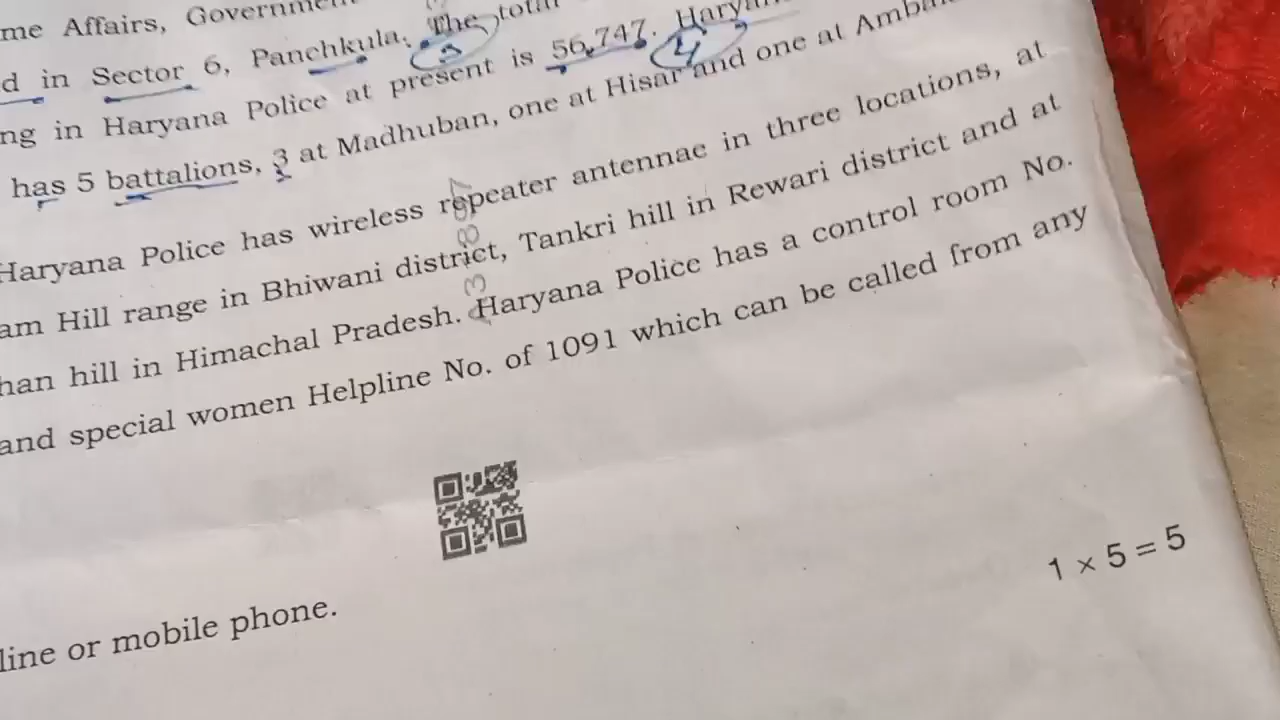 me Affairs, Government
d in Sector 6, Panchkula. The total
ng in Haryana Police at present is 56,747. Haryana
has 5 battalions, 3 at Madhuban, one at Hisar and one at
Haryana Police has wireless repeater antennae in three locations, at
am Hill range in Bhiwani district, Tankri hill in Rewari district and at
han hill in Himachal Pradesh. Haryana Police has a control room No.
and special women Helpline No. of 1091 which can be called from any
line or mobile phone.
1 × 5 = 5